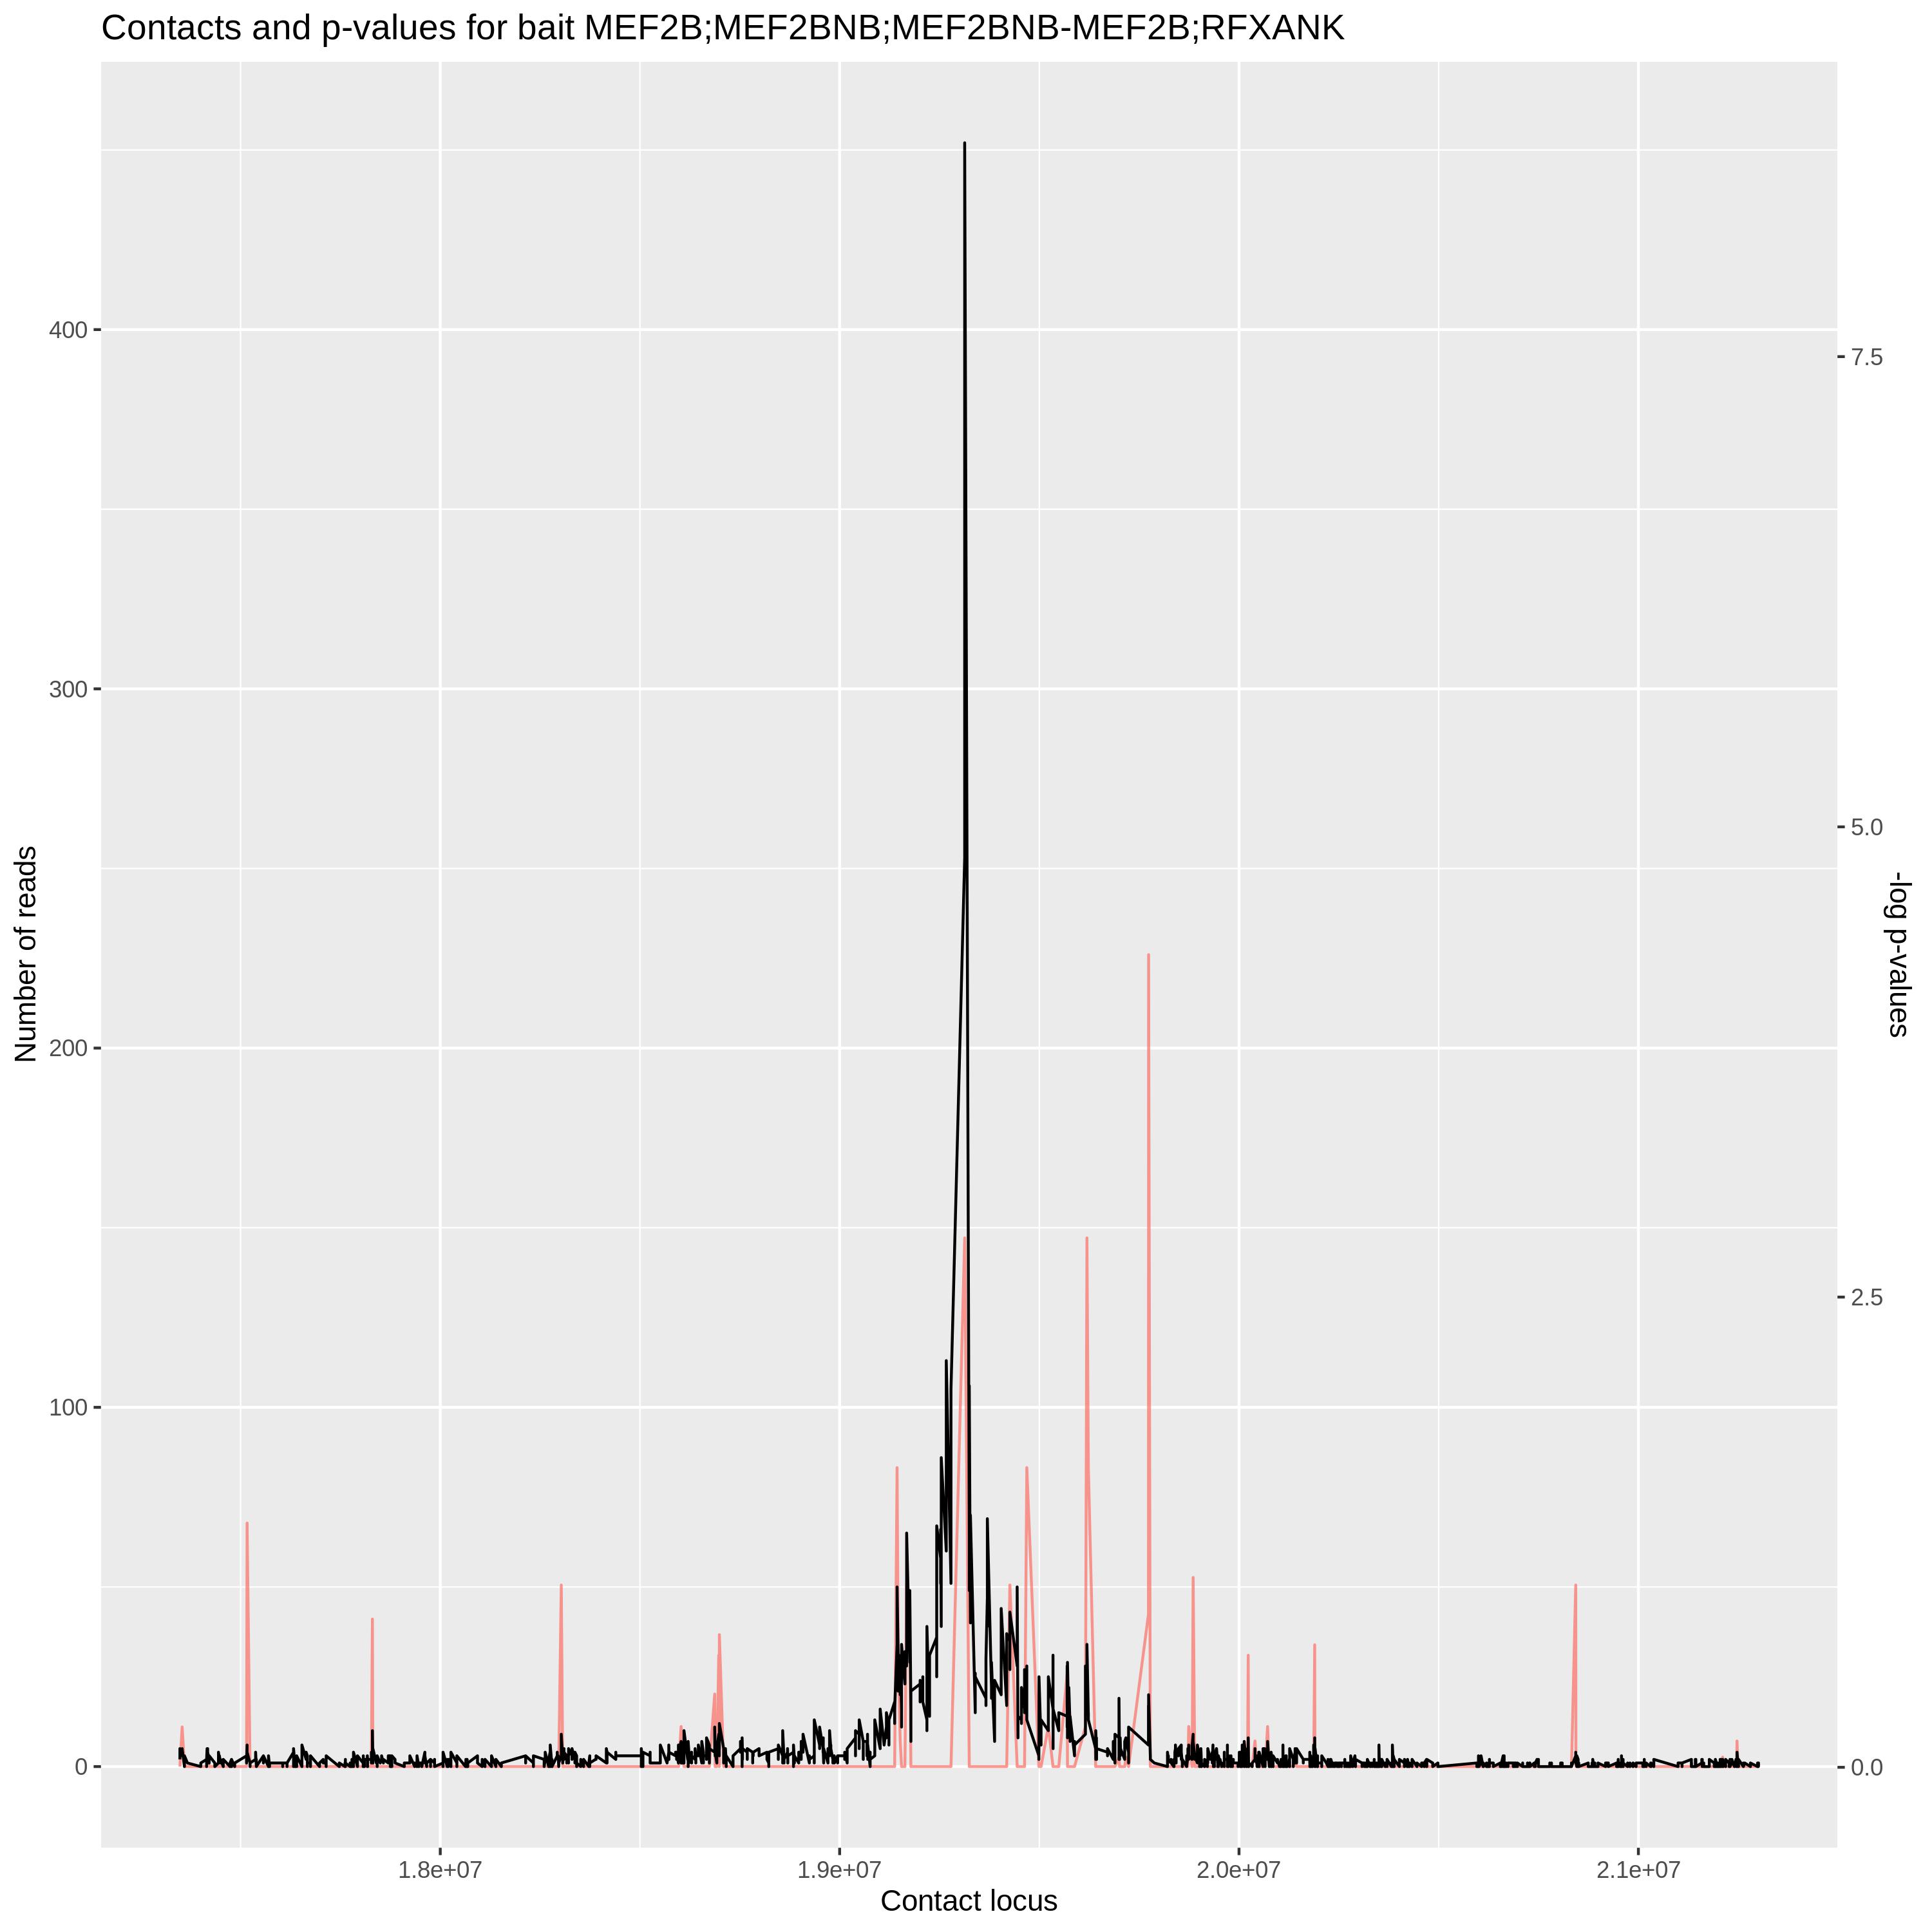 Contacts and p-values for bait MEF2B;MEF2BNB;MEF2BNB-MEF2B;RFXANK
400
300
200
100
0
Number of reads
7.5
5.0
2.5
0.0
-log p-values
1.8e+07
1.9e+07
2.0e+07
2.1e+07
Contact locus